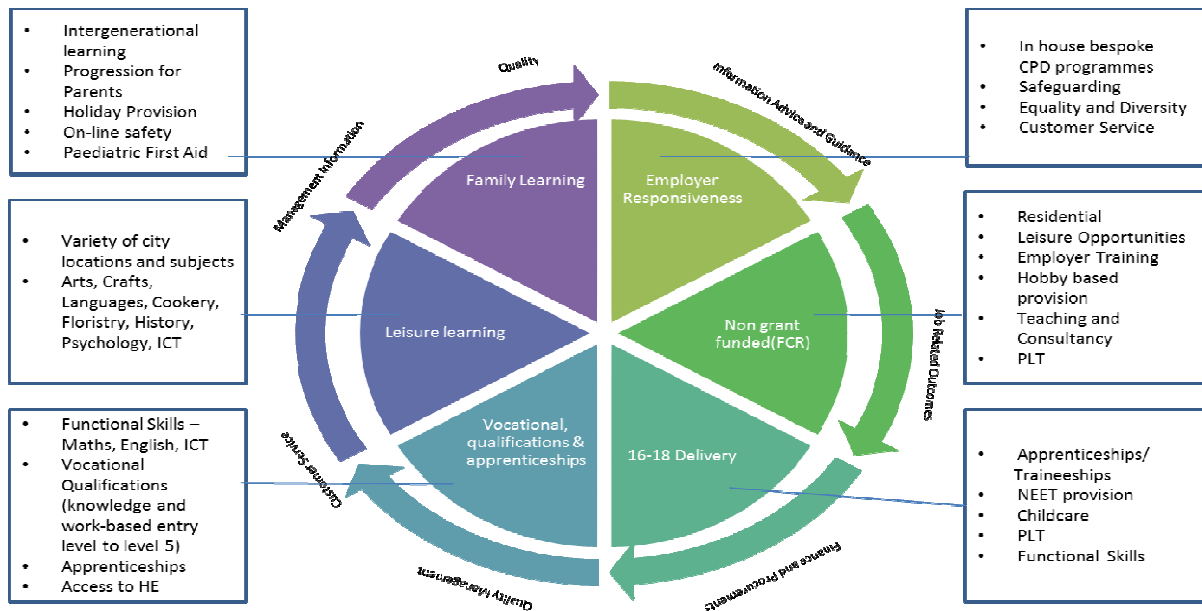 • Intergenerational
learning
• Progression for
Parents
• Holiday Provision
• On-line safety
• Paediatric First Aid
• Variety of city
locations and subjects
• Arts, Crafts,
Languages, Cookery,
Floristry, History,
Psychology, ICT
• Functional Skills –
Maths, English, ICT
• Vocational
Qualifications
(knowledge and
work-based entry
level to level 5)
• Apprenticeships
• Access to HE
Quality
Information Advice and Guidance
Job Related Outcomes
Finance and Procurements
Quality Management
Customer Service
Management Information
Family Learning
Employer
Responsiveness
Leisure learning
Non grant
funded(FCR)
Vocational,
qualifications &
apprenticeships
16-18 Delivery
• In house bespoke
CPD programmes
• Safeguarding
• Equality and Diversity
• Customer Service
• Residential
• Leisure Opportunities
• Employer Training
• Hobby based
provision
• Teaching and
Consultancy
• PLT
• Apprenticeships/
Traineeships
• NEET provision
• Childcare
• PLT
• Functional Skills